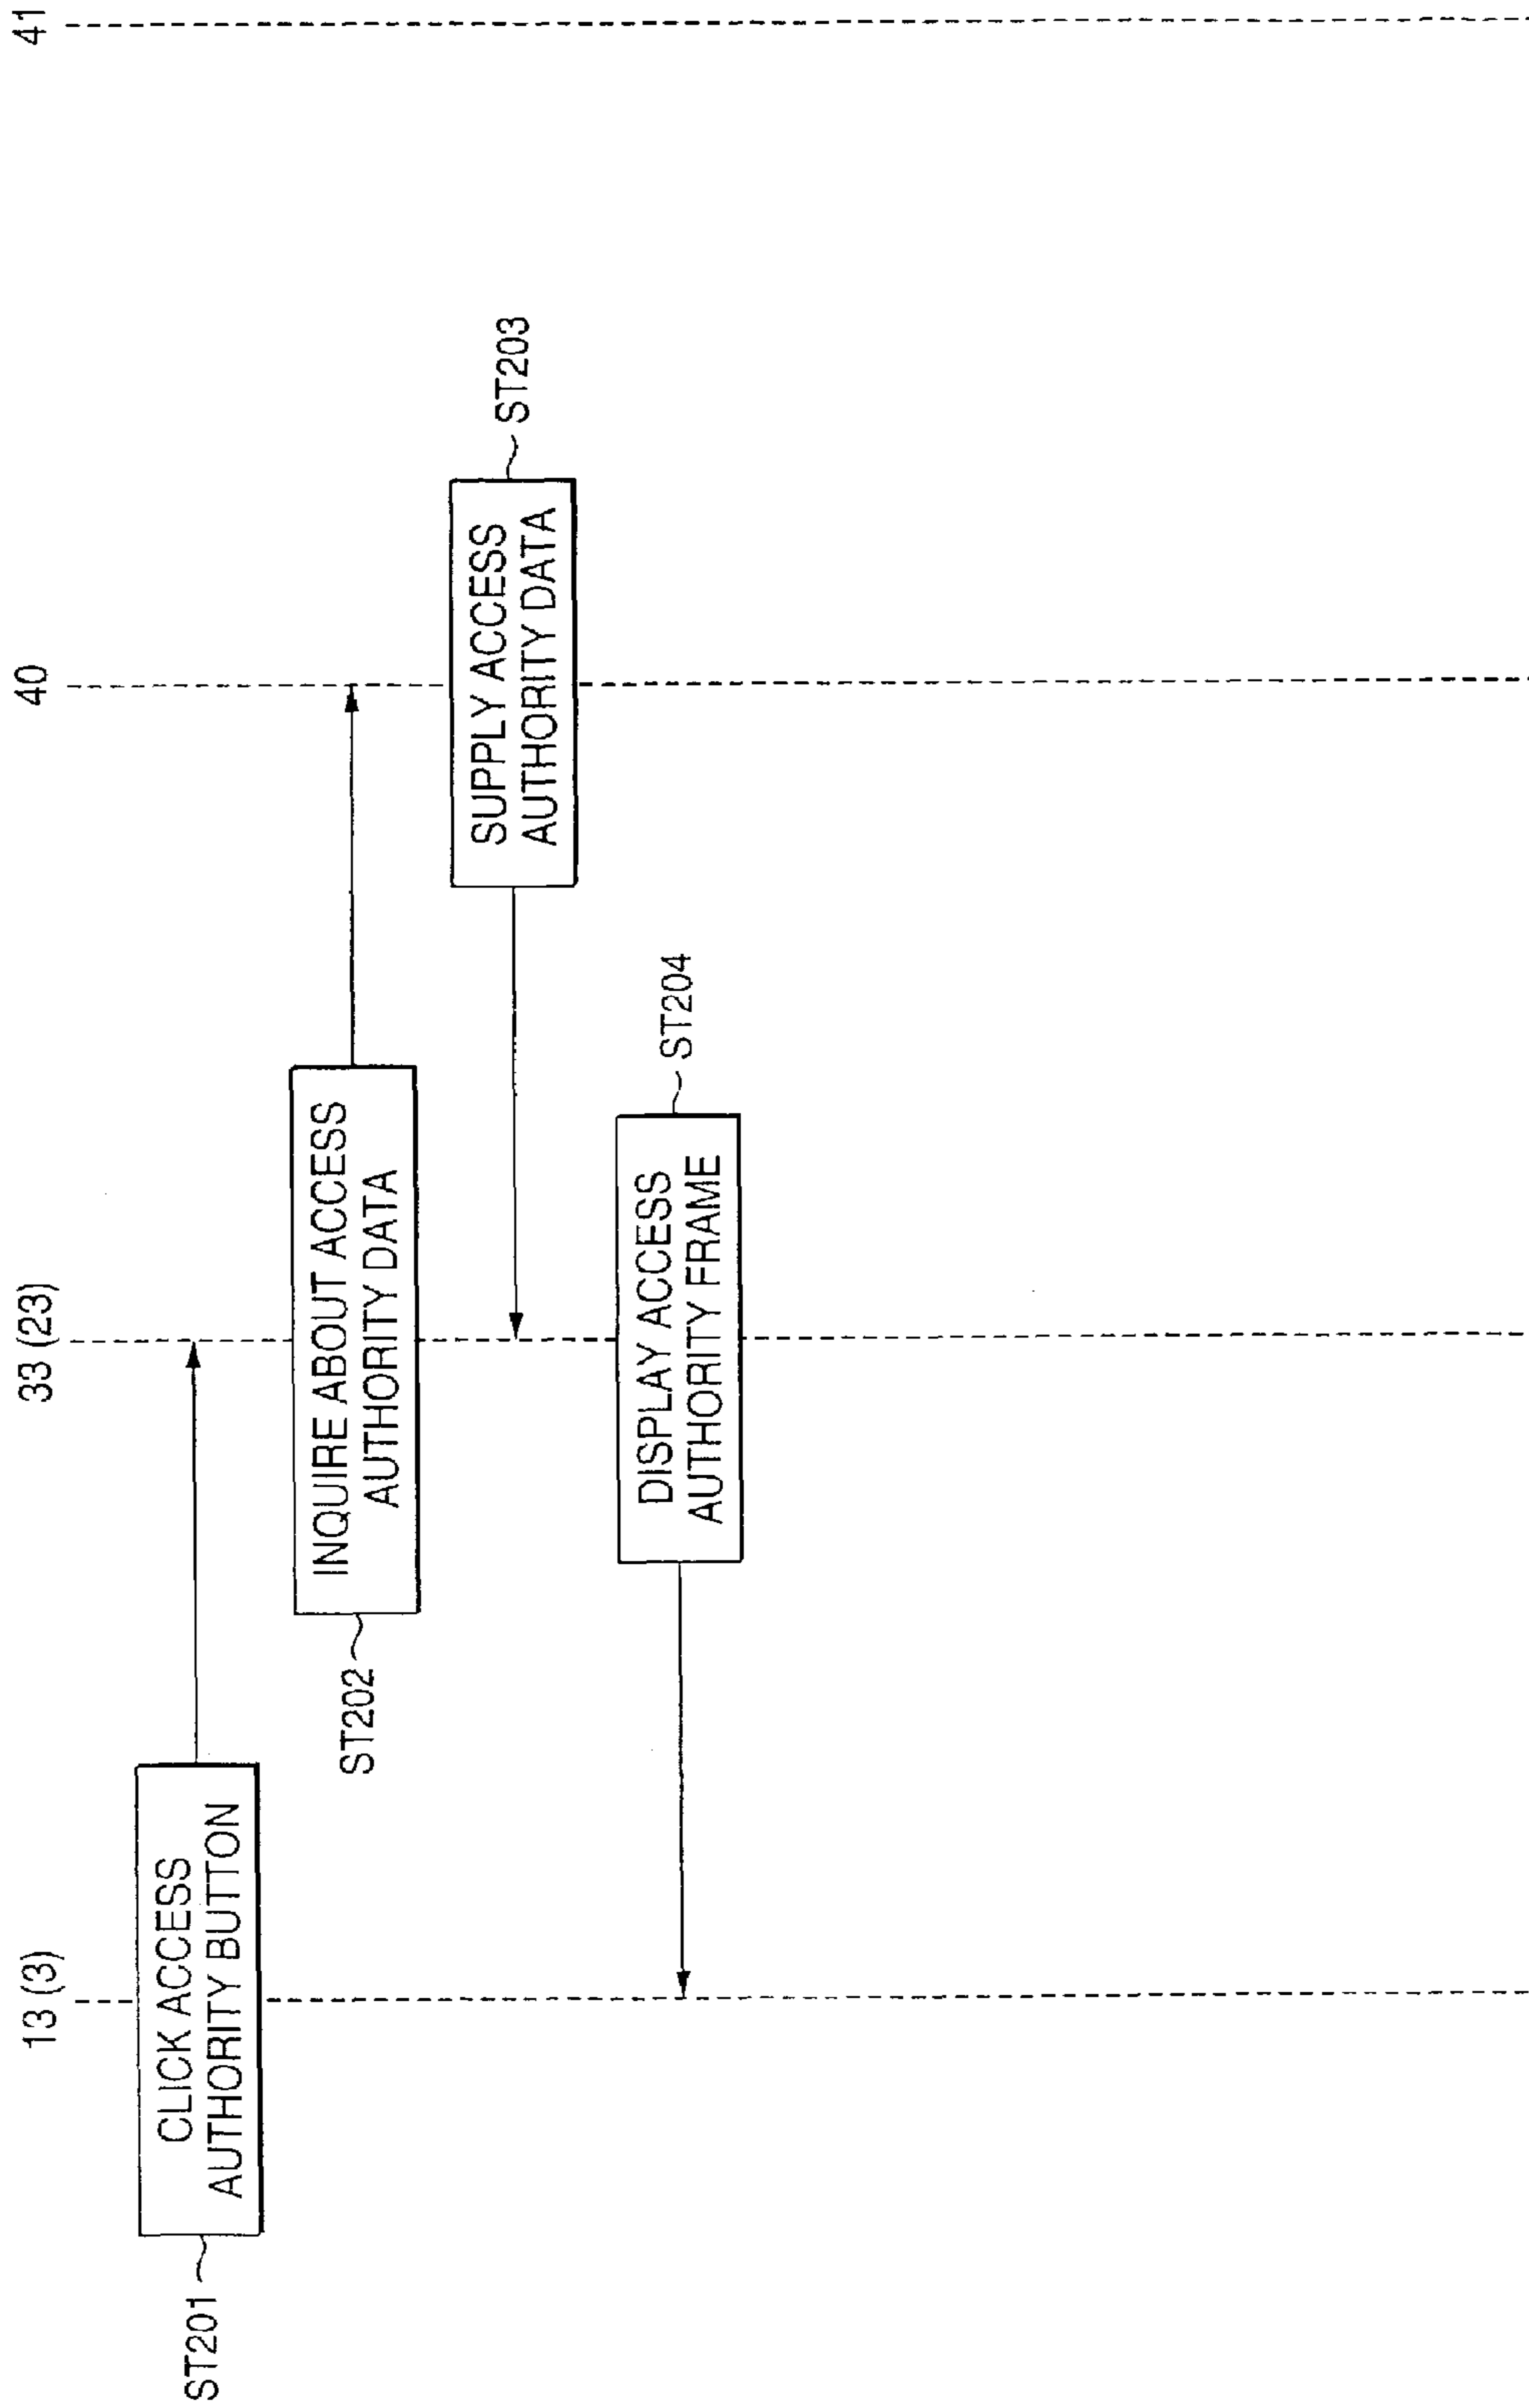 13 (3)
33 (23)
40
41
ST201
CLICK ACCESS
AUTHORITY BUTTON
ST202
INQUIRE ABOUT ACCESS
AUTHORITY DATA
SUPPLY ACCESS
AUTHORITY DATA
ST203
DISPLAY ACCESS
AUTHORITY FRAME
ST204